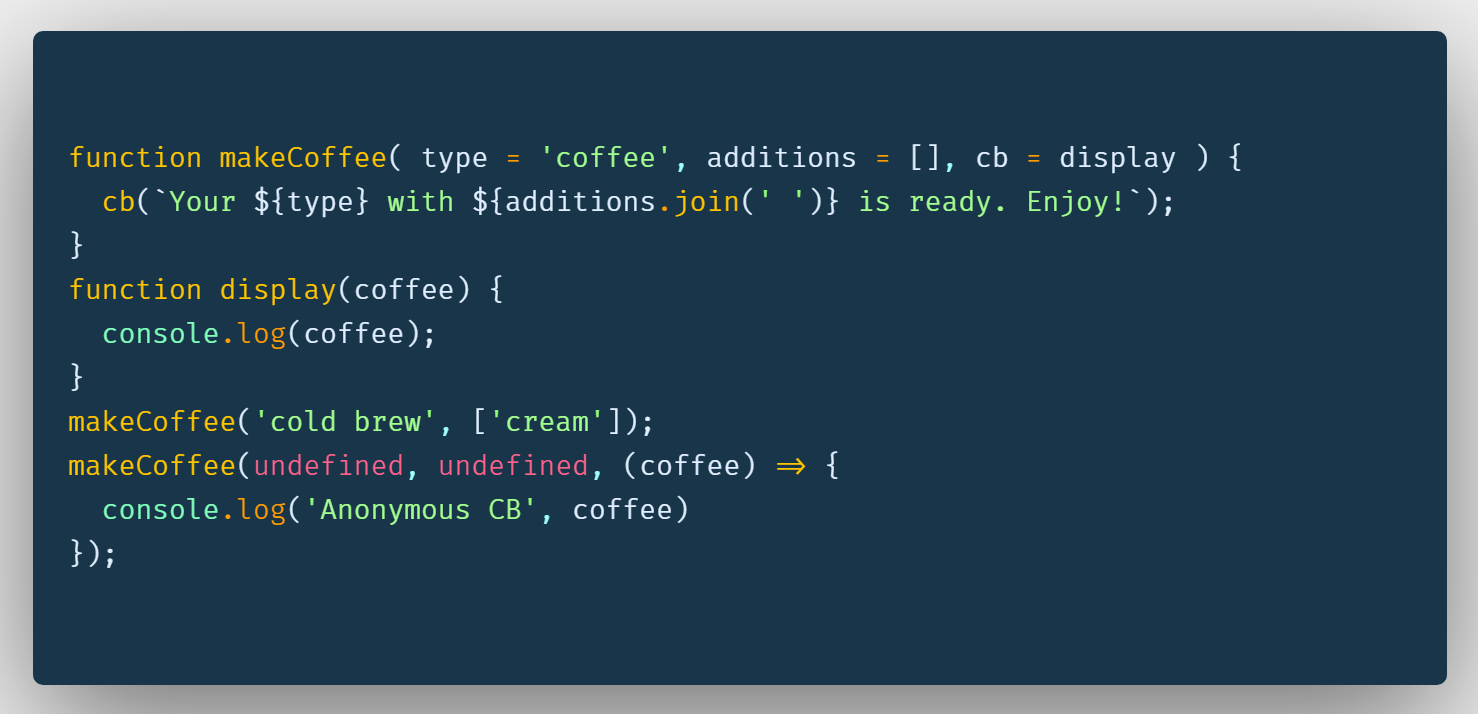 function makeCoffee( type = 'coffee', additions = [], cb = display ) {
  cb(`Your ${type} with ${additions.join(' ')} is ready. Enjoy!`);
}
function display(coffee) {
  console.log(coffee);
}
makeCoffee('cold brew', ['cream']);
makeCoffee(undefined, undefined, (coffee) => {
  console.log('Anonymous CB', coffee)
});